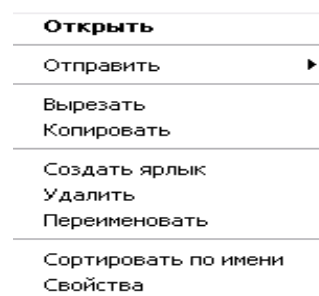 Открыть
Отправить
Вырезать
Копировать
Создать ярлык
Удалить
Переименовать
Сортировать по имени
Свойства